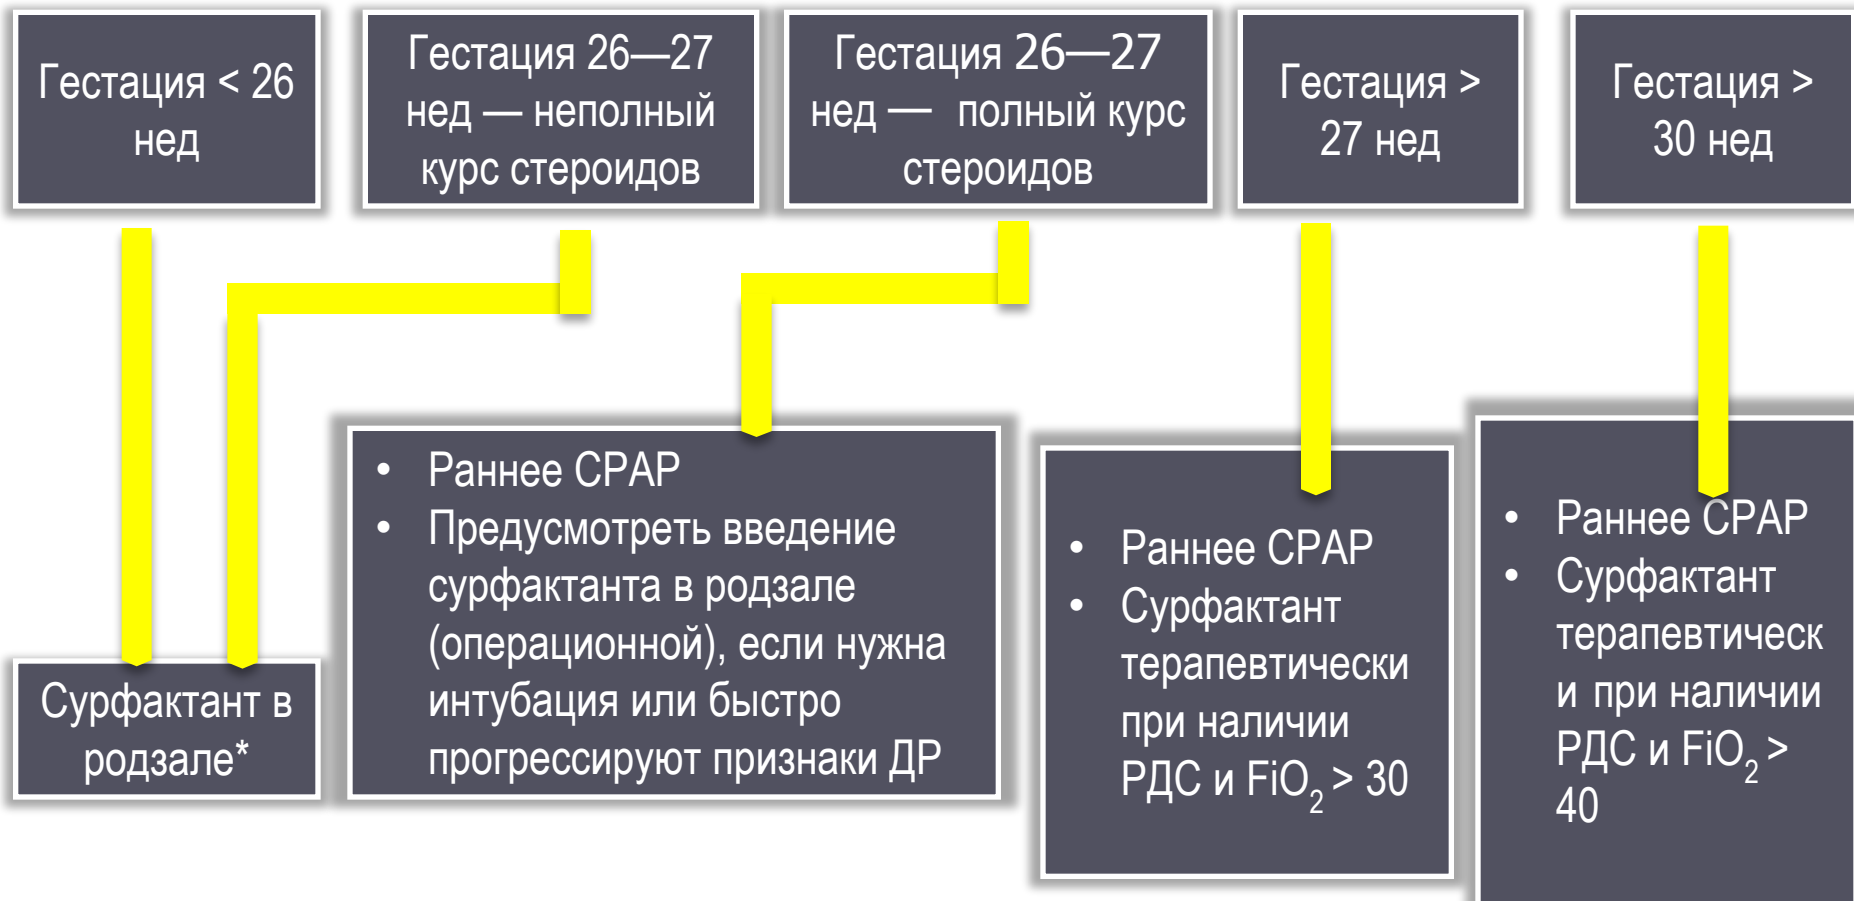 Гестация < 26
нед
Гестация 26—27
нед — неполный
курс стероидов
Гестация 26—27
нед — полный курс
стероидов
Гестация >
27 нед
Гестация >
30 нед
Сурфактант в
родзале*
• Раннее CPAP
• Предусмотреть введение
сурфактанта в родзале
(операционной), если нужна
интубация или быстро
прогрессируют признаки ДР
• Раннее CPAP
• Сурфактант
терапевтически
при наличии
РДС и FiO₂ > 30
• Раннее CPAP
• Сурфактант
терапевтическ
и при наличии
РДС и FiO₂ >
40